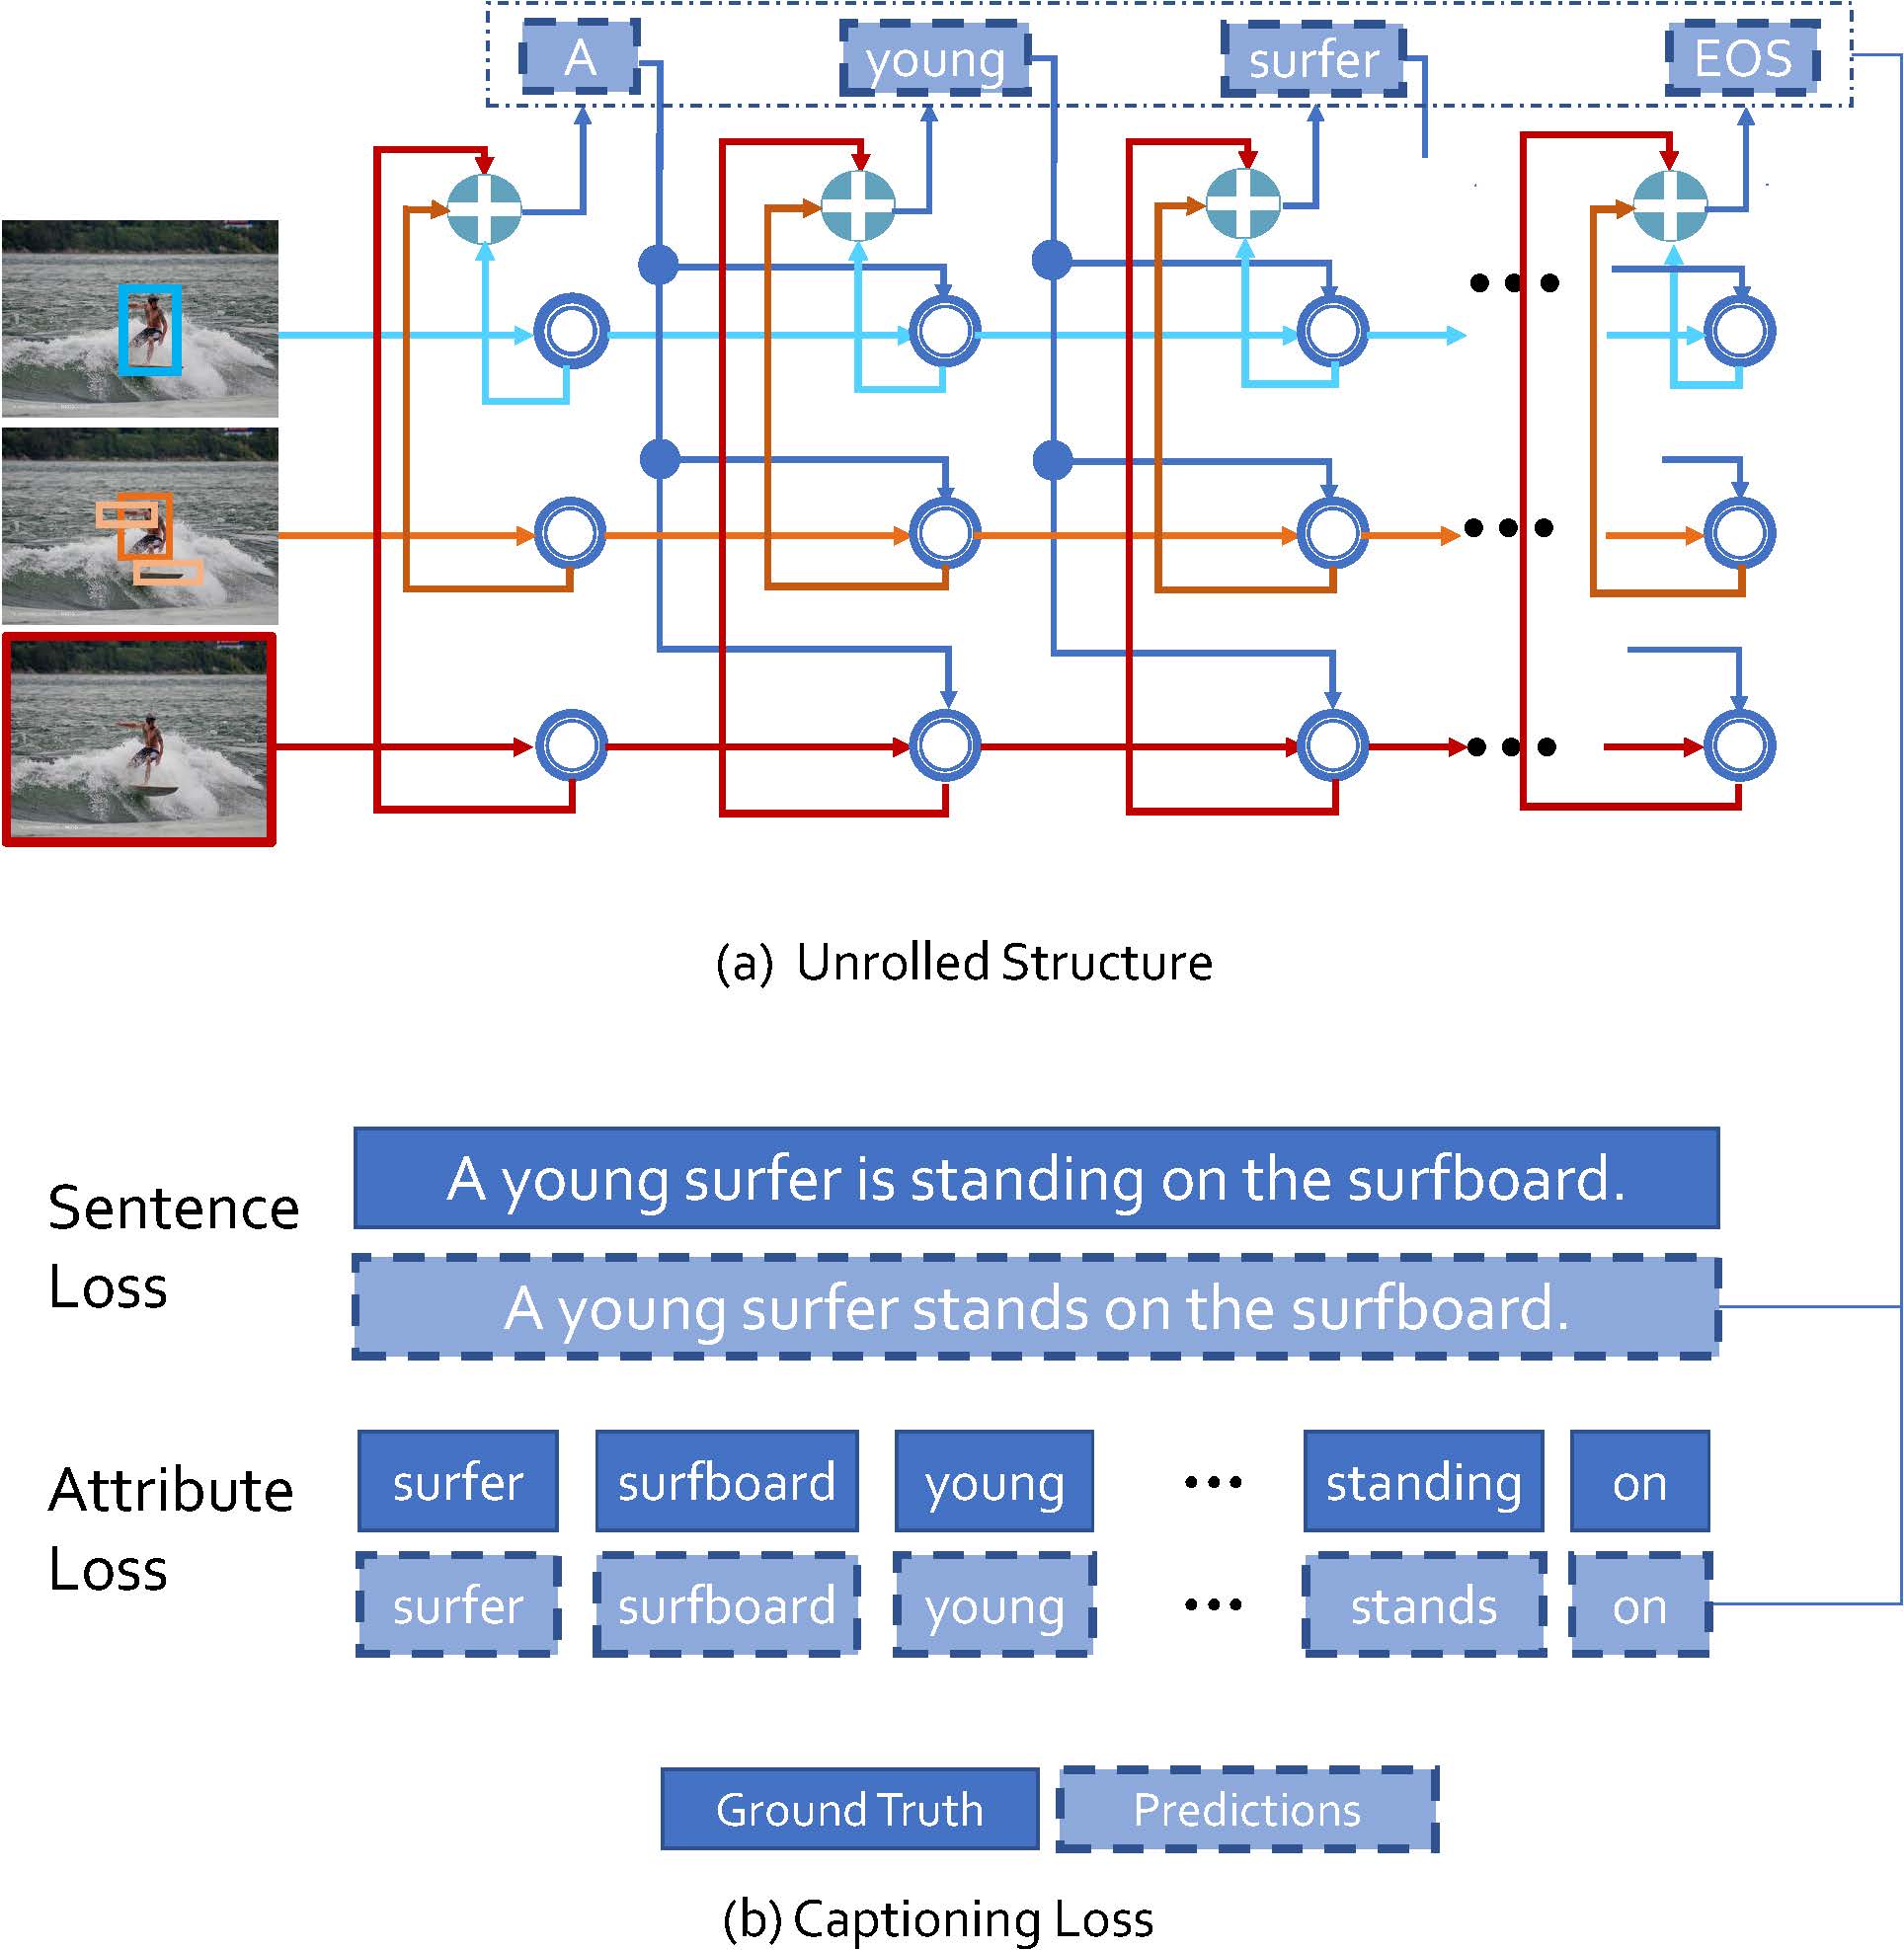 A young surfer EOS
(a) Unrolled Structure
Sentence
Loss
A young surfer is standing on the surfboard.
A young surfer stands on the surfboard.
Attribute
Loss
surfer surfboard young ... standing on
surfer surfboard young ... stands on
Ground Truth Predictions
(b) Captioning Loss